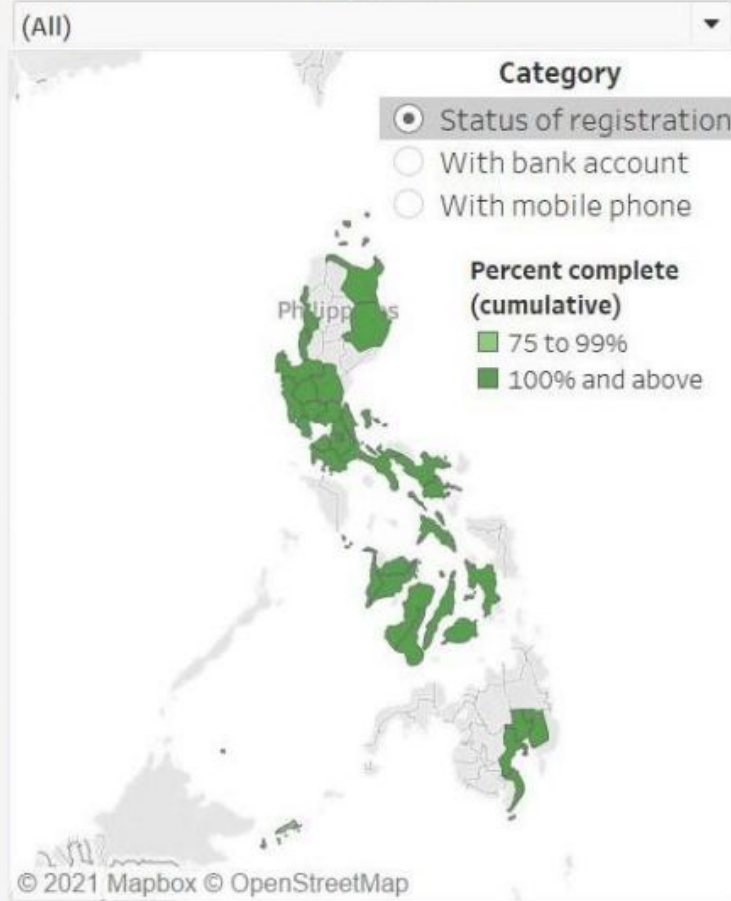 (All)
Category
Status of registration
With bank account
With mobile phone
Percent complete
(cumulative)
75 to 99%
100% and above
Philippines
© 2021 Mapbox © OpenStreetMap